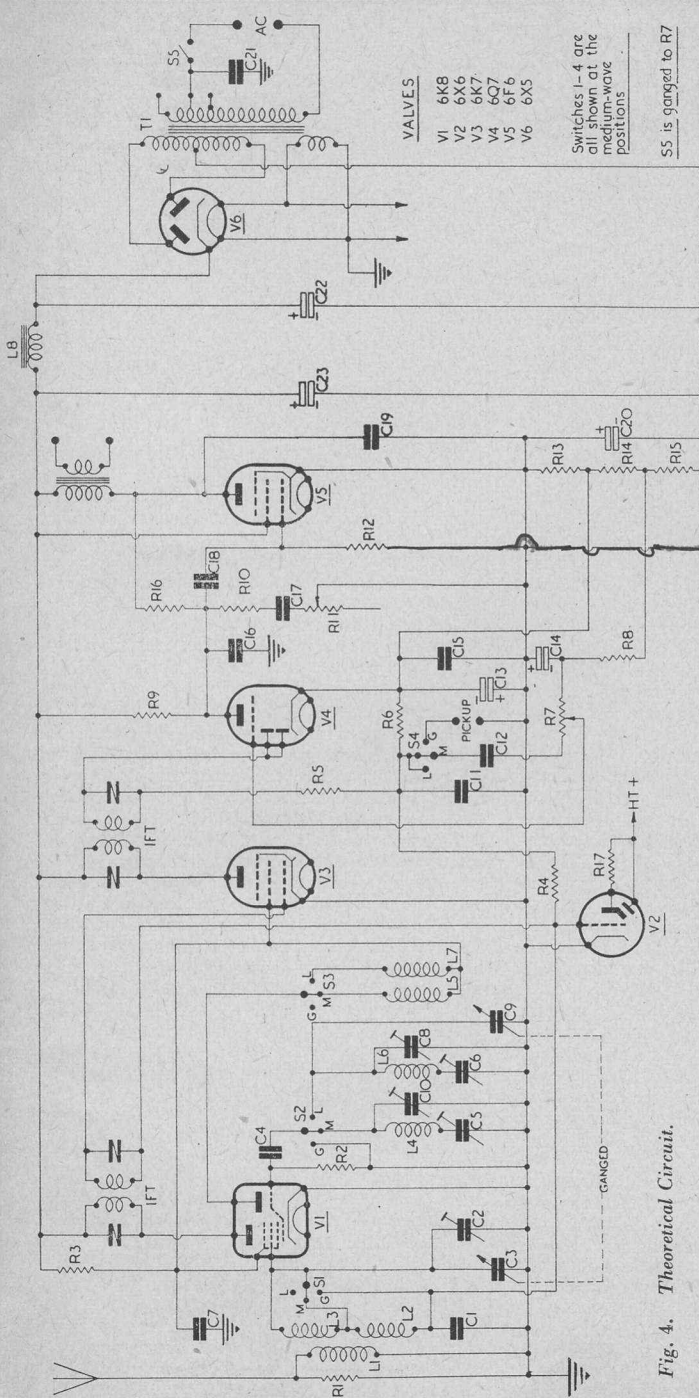 R1
L1
L2
L3
C1
C7
R3
M
L
G
S1
C3
C2
V1
IFT
C4
R2
G
S2
L
M
L4
C5
C10
L6
C6
C8
C9
GANGED
G
M
S3
L
L5
L7
V3
IFT
R4
V2
R17
HT+
R5
C11
L
S4
G
M
C12
PICKUP
R6
C13
R7
C14
C15
R8
V4
R9
C16
R10
C17
R11
C18
R16
R12
V5
R13
R14
R15
C19
C20
C23
L8
C22
V6
T1
S5
C21
AC
VALVES
V1 6K8
V2 6X6
V3 6K7
V4 6Q7
V5 6F6
V6 6X5
Switches 1-4 are
all shown at the
medium-wave
positions
S5 is ganged to R7
Fig. 4. Theoretical Circuit.